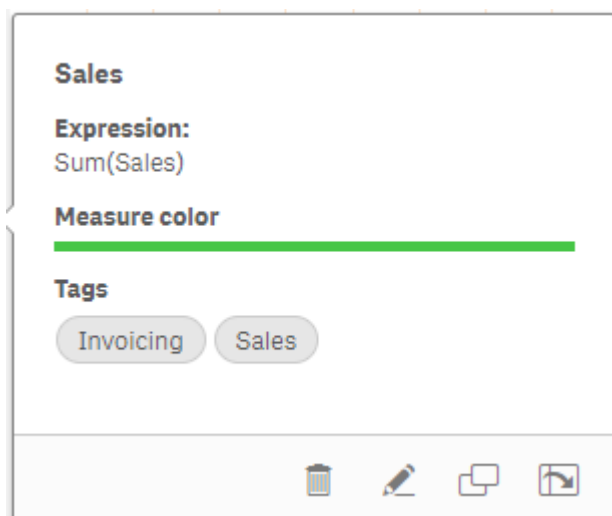 Sales
Expression:
Sum(Sales)
Measure color
Tags
Invoicing Sales